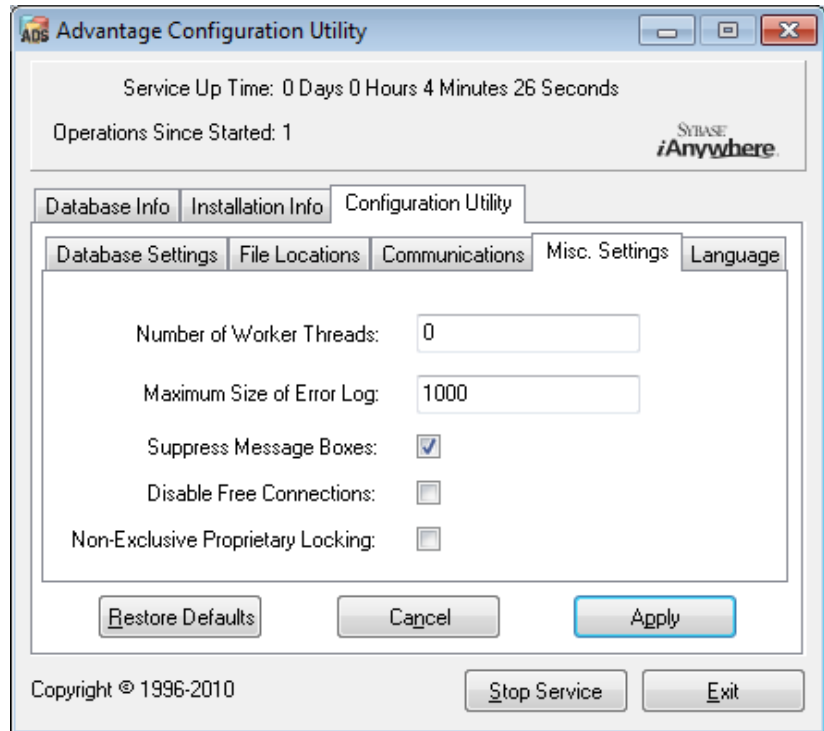 ADS Advantage Configuration Utility
Service Up Time: 0 Days 0 Hours 4 Minutes 26 Seconds
Operations Since Started: 1
SYBASE
iAnywhere.
Database Info Installation Info Configuration Utility
Database Settings File Locations Communications Misc. Settings Language
Number of Worker Threads: 0
Maximum Size of Error Log: 1000
Suppress Message Boxes:
Disable Free Connections:
Non-Exclusive Proprietary Locking:
Restore Defaults Cancel Apply
Copyright © 1996-2010 Stop Service Exit